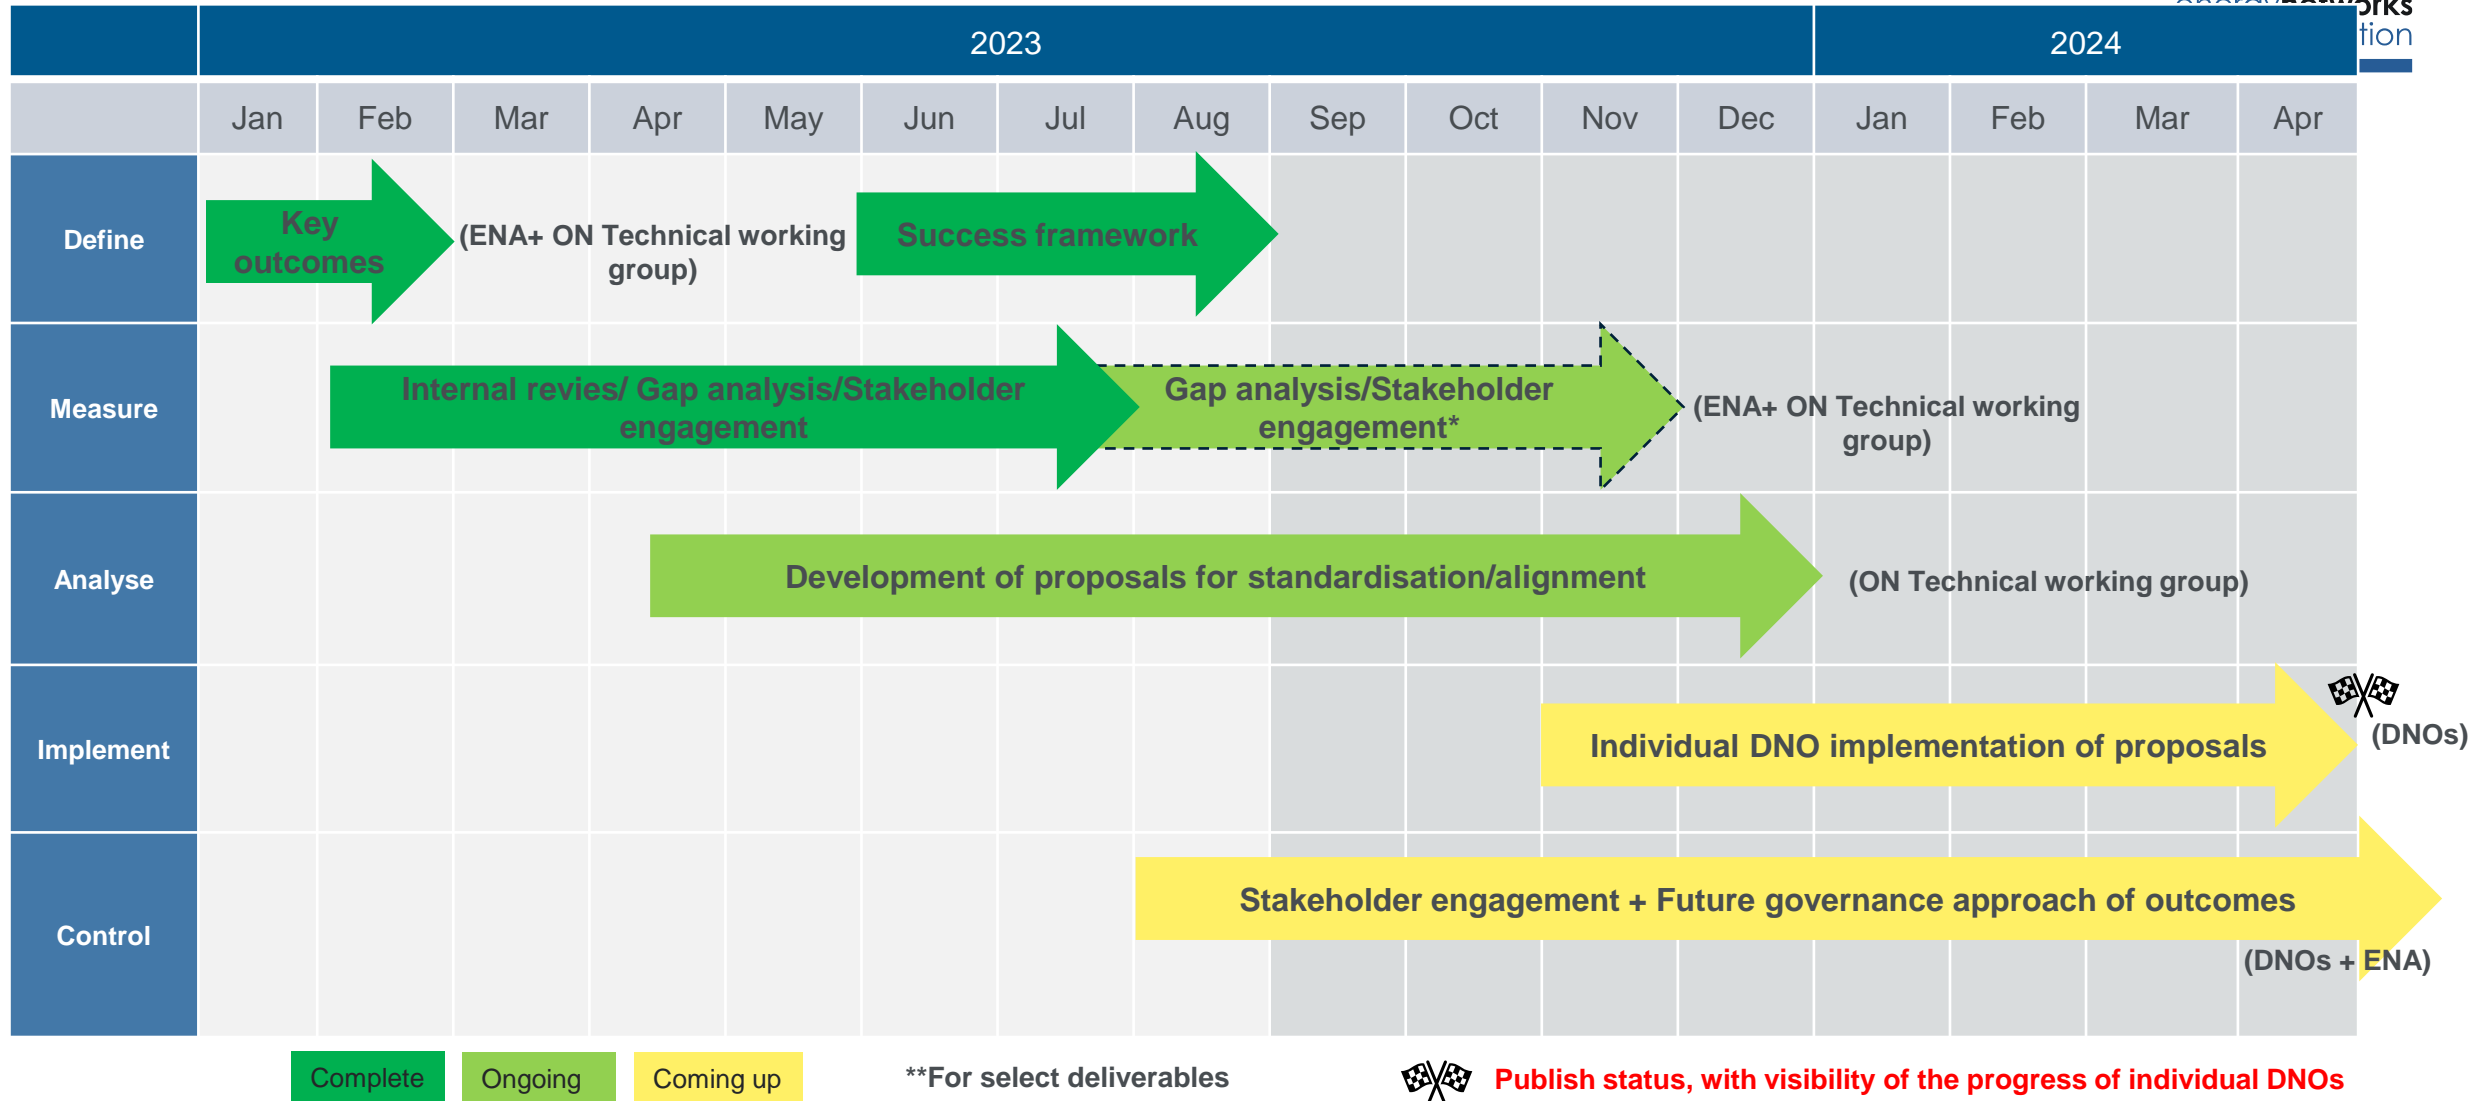 2023
2024
energynetworks
tion
Jan
Feb
Mar
Apr
May
Jun
Jul
Aug
Sep
Oct
Nov
Dec
Jan
Feb
Mar
Apr
Define
Key
outcomes
(ENA+ ON Technical working
group)
Success framework
Measure
Internal revies/ Gap analysis/Stakeholder
engagement
Gap analysis/Stakeholder
engagement*
(ENA+ ON Technical working
group)
Analyse
Development of proposals for standardisation/alignment
(ON Technical working group)
Implement
Individual DNO implementation of proposals
(DNOs)
Control
Stakeholder engagement + Future governance approach of outcomes
(DNOs + ENA)
Complete
Ongoing
Coming up
**For select deliverables
Publish status, with visibility of the progress of individual DNOs